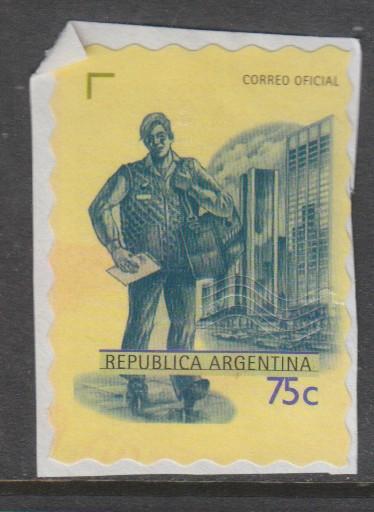 CORREO OFICIAL
REPUBLICA ARGENTINA
75c